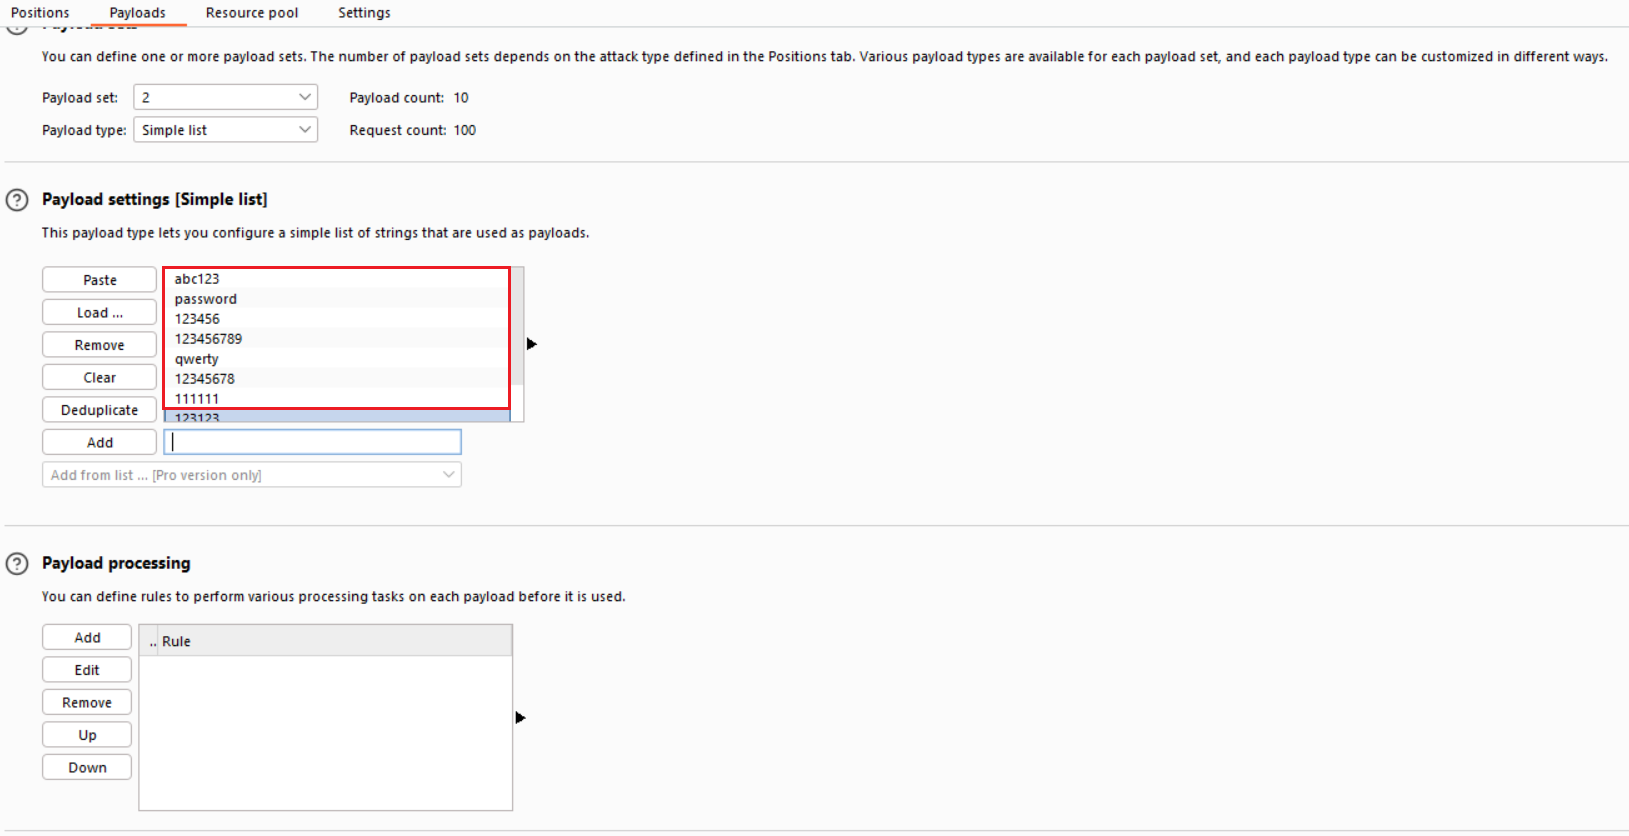 Positions Payloads Resource pool Settings
You can define one or more payload sets. The number of payload sets depends on the attack type defined in the Positions tab. Various payload types are available for each payload set, and each payload type can be customized in different ways.
Payload set: 2 Payload count: 10
Payload type: Simple list Request count: 100
? Payload settings [Simple list]
This payload type lets you configure a simple list of strings that are used as payloads.
Paste abc123
password
Load ... 123456
123456789
Remove qwerty
Clear 12345678
111111
Deduplicate 123123
Add
Add from list ... [Pro version only]
? Payload processing
You can define rules to perform various processing tasks on each payload before it is used.
Add .. Rule
Edit
Remove
Up
Down